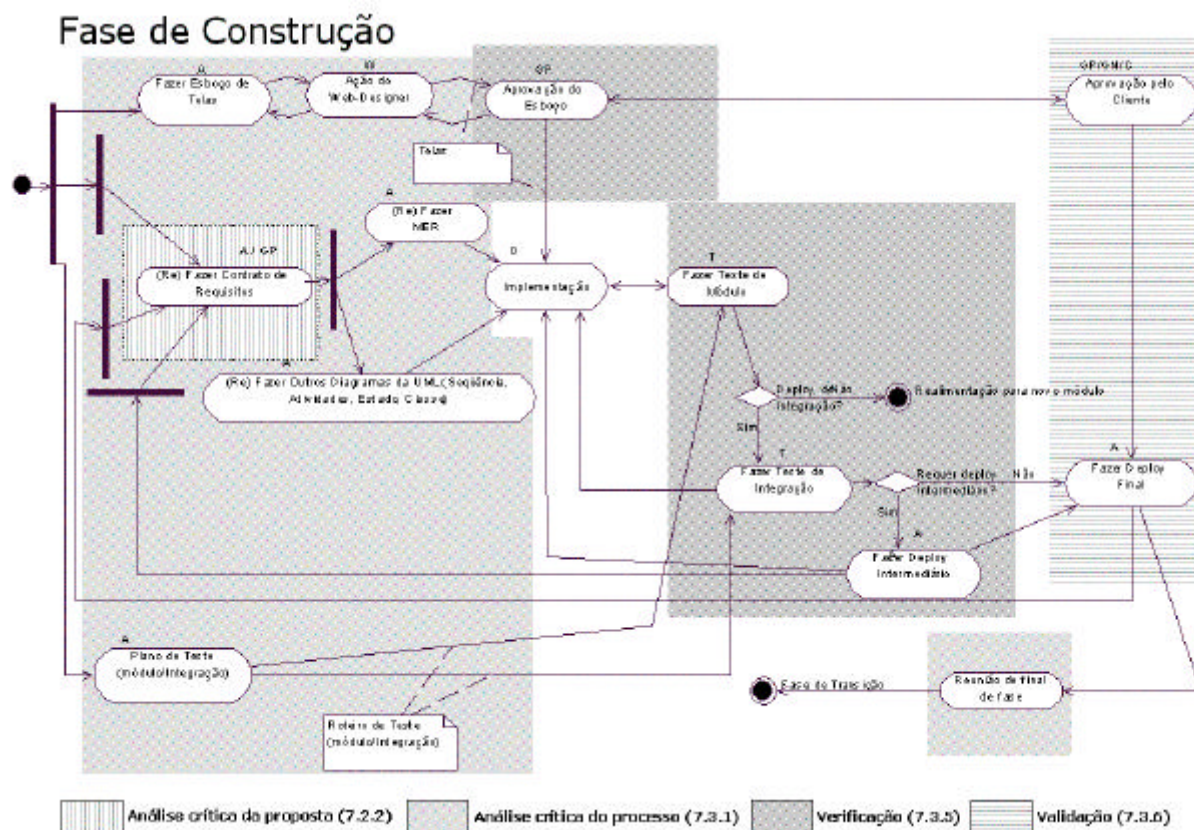 Fase de Construção
A
Fazer Esboço de
Telas
W
Ação do
Web-Designer
GP
Aprovação do
Esboço
GP/GN/C
Aprovação pelo
Cliente
Telas
A
(Re) Fazer
MER
A/ GP
(Re) Fazer Contrato de
Requisitos
D
Implementação
T
Fazer Teste de
Módulo
A
(Re) Fazer Outros Diagramas da UML(Seqüência,
Atividades, Estado, Classe)
Deploy
Não
Integração?
Realimentação para novo módulo
Sim
T
Fazer Teste de
Integração
Requer deploy
Não
Intermediário?
A
Fazer Deploy
Final
Sim
A
Fazer Deploy
Intermediário
A
Plano de Teste
(módulo/Integração)
Fase de Transição
Reunião de final
de fase
Roteiro de Teste
(módulo/Integração)
Análise crítica da proposta (7.2.2)
Análise crítica do processo (7.3.1)
Verificação (7.3.5)
Validação (7.3.6)